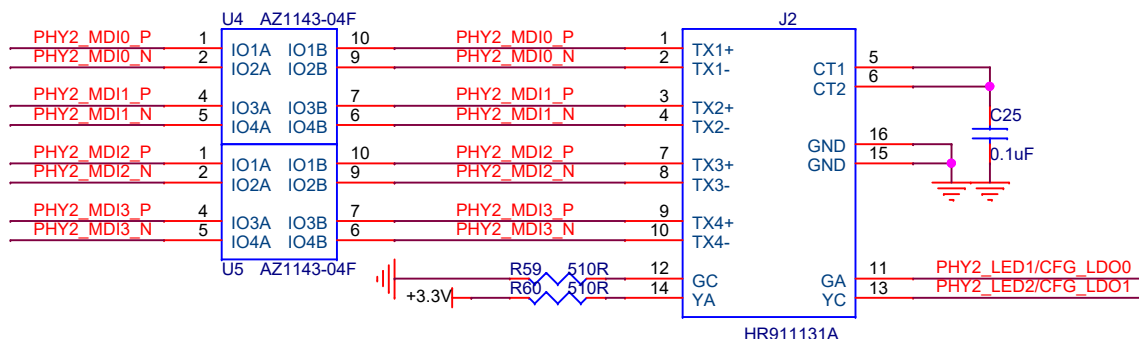 U4 AZ1143-04F J2
PHY2_MDI0_P 1 IO1A IO1B 10 PHY2_MDI0_P 1 TX1+
PHY2_MDI0_N 2 IO2A IO2B 9 PHY2_MDI0_N 2 TX1- CT1 5
CT2 6
PHY2_MDI1_P 4 IO3A IO3B 7 PHY2_MDI1_P 3 TX2+
PHY2_MDI1_N 5 IO4A IO4B 6 PHY2_MDI1_N 4 TX2- C25
GND 16
0.1uF
PHY2_MDI2_P 1 IO1A IO1B 10 PHY2_MDI2_P 7 TX3+ GND 15
PHY2_MDI2_N 2 IO2A IO2B 9 PHY2_MDI2_N 8 TX3-
PHY2_MDI3_P 4 IO3A IO3B 7 PHY2_MDI3_P 9 TX4+
PHY2_MDI3_N 5 IO4A IO4B 6 PHY2_MDI3_N 10 TX4-
U5 AZ1143-04F
R59 510R 12 GC GA 11 PHY2_LED1/CFG_LDO0
+3.3V R60 510R 14 YA YC 13 PHY2_LED2/CFG_LDO1
HR911131A